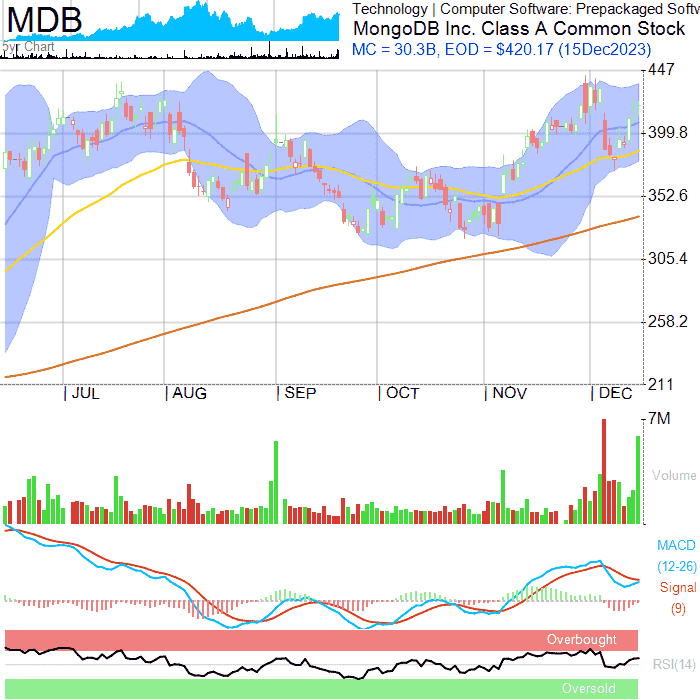 MDB
5yr Chart
Technology | Computer Software: Prepackaged Softw
MongoDB Inc. Class A Common Stock
MC = 30.3B, EOD = $420.17 (15Dec2023)
447
399.8
352.6
305.4
258.2
211
| JUL | AUG | SEP | OCT | NOV | DEC
7M
Volume
MACD
(12-26)
Signal
(9)
Overbought
RSI(14)
Oversold